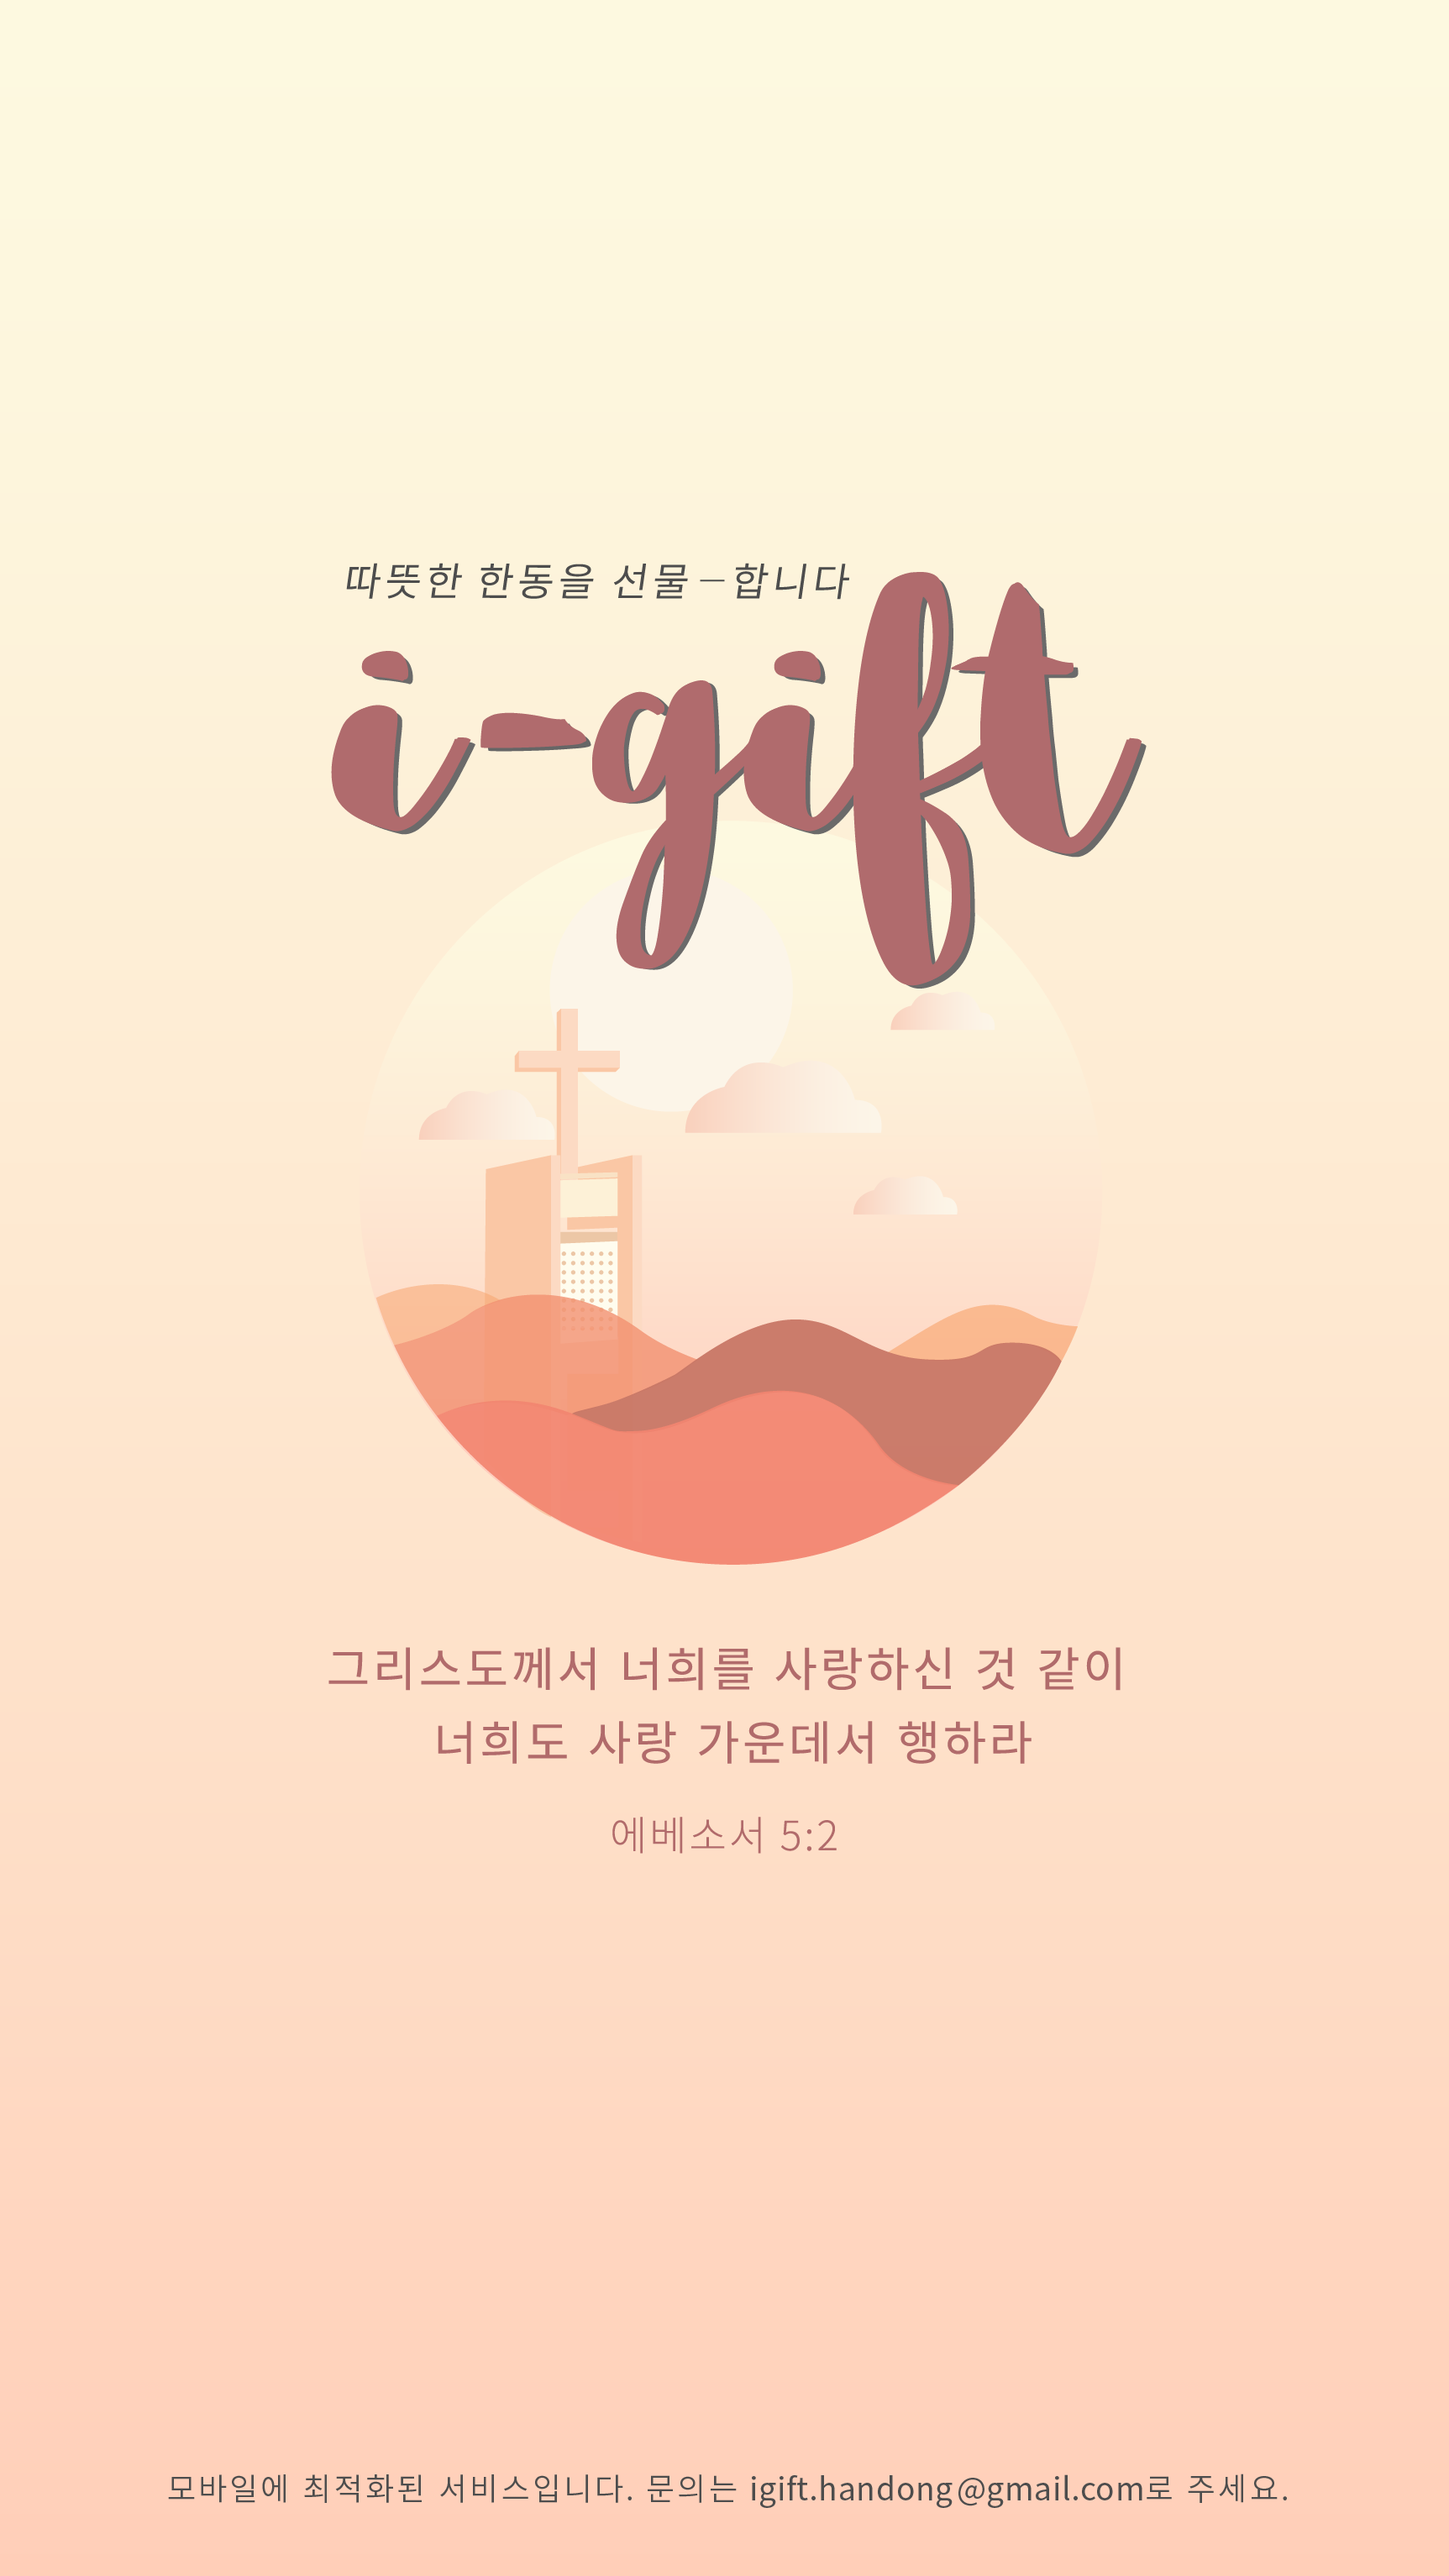 따뜻한 한동을 선물 – 합니다
i-gift
그리스도께서 너희를 사랑하신 것 같이
너희도 사랑 가운데서 행하라
에베소서 5:2
모바일에 최적화된 서비스입니다. 문의는 igift.handong@gmail.com로 주세요.